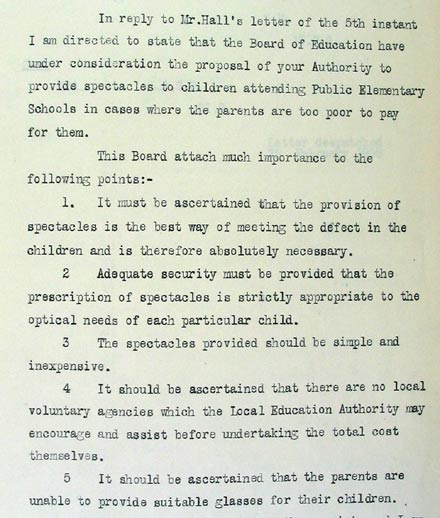 In reply to Mr.Hall's letter of the 5th instant
I am directed to state that the Board of Education have
under consideration the proposal of your Authority to
provide spectacles to children attending Public Elementary
Schools in cases where the parents are too poor to pay
for them.
This Board attach much importance to the
following points:-
1. It must be ascertained that the provision of
spectacles is the best way of meeting the defect in the
children and is therefore absolutely necessary.
2 Adequate security must be provided that the
prescription of spectacles is strictly appropriate to the
optical needs of each particular child.
3 The spectacles provided should be simple and
inexpensive.
4 It should be ascertained that there are no local
voluntary agencies which the Local Education Authority may
encourage and assist before undertaking the total cost
themselves.
5 It should be ascertained that the parents are
unable to provide suitable glasses for their children.